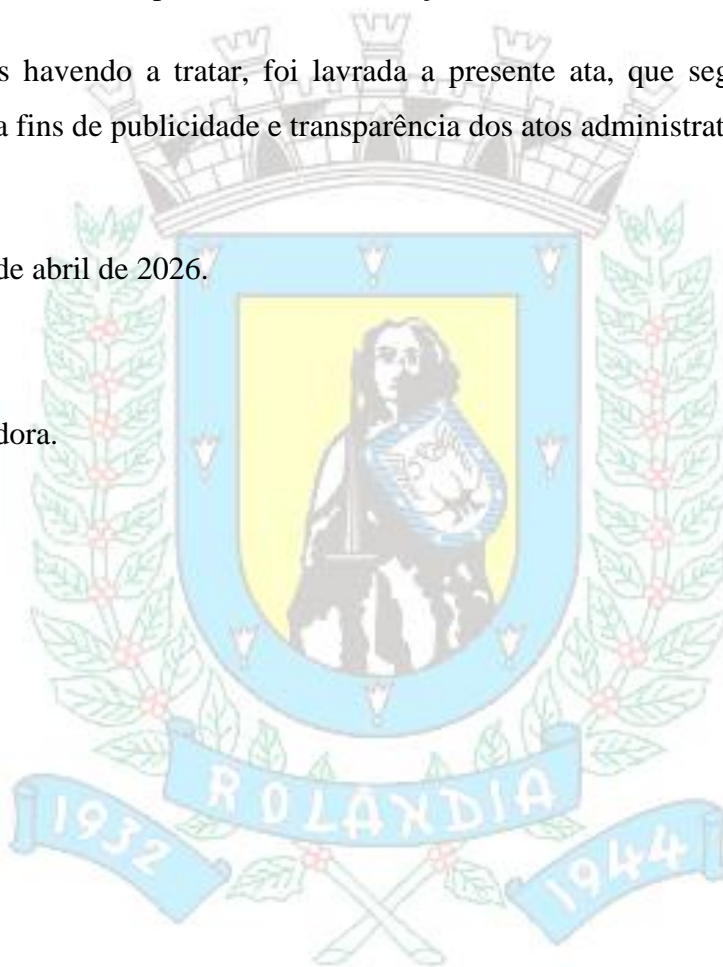 s havendo a tratar, foi lavrada a presente ata, que seg
a fins de publicidade e transparência dos atos administrat
de abril de 2026.
dora.
ROLÂNDIA
1932
1944